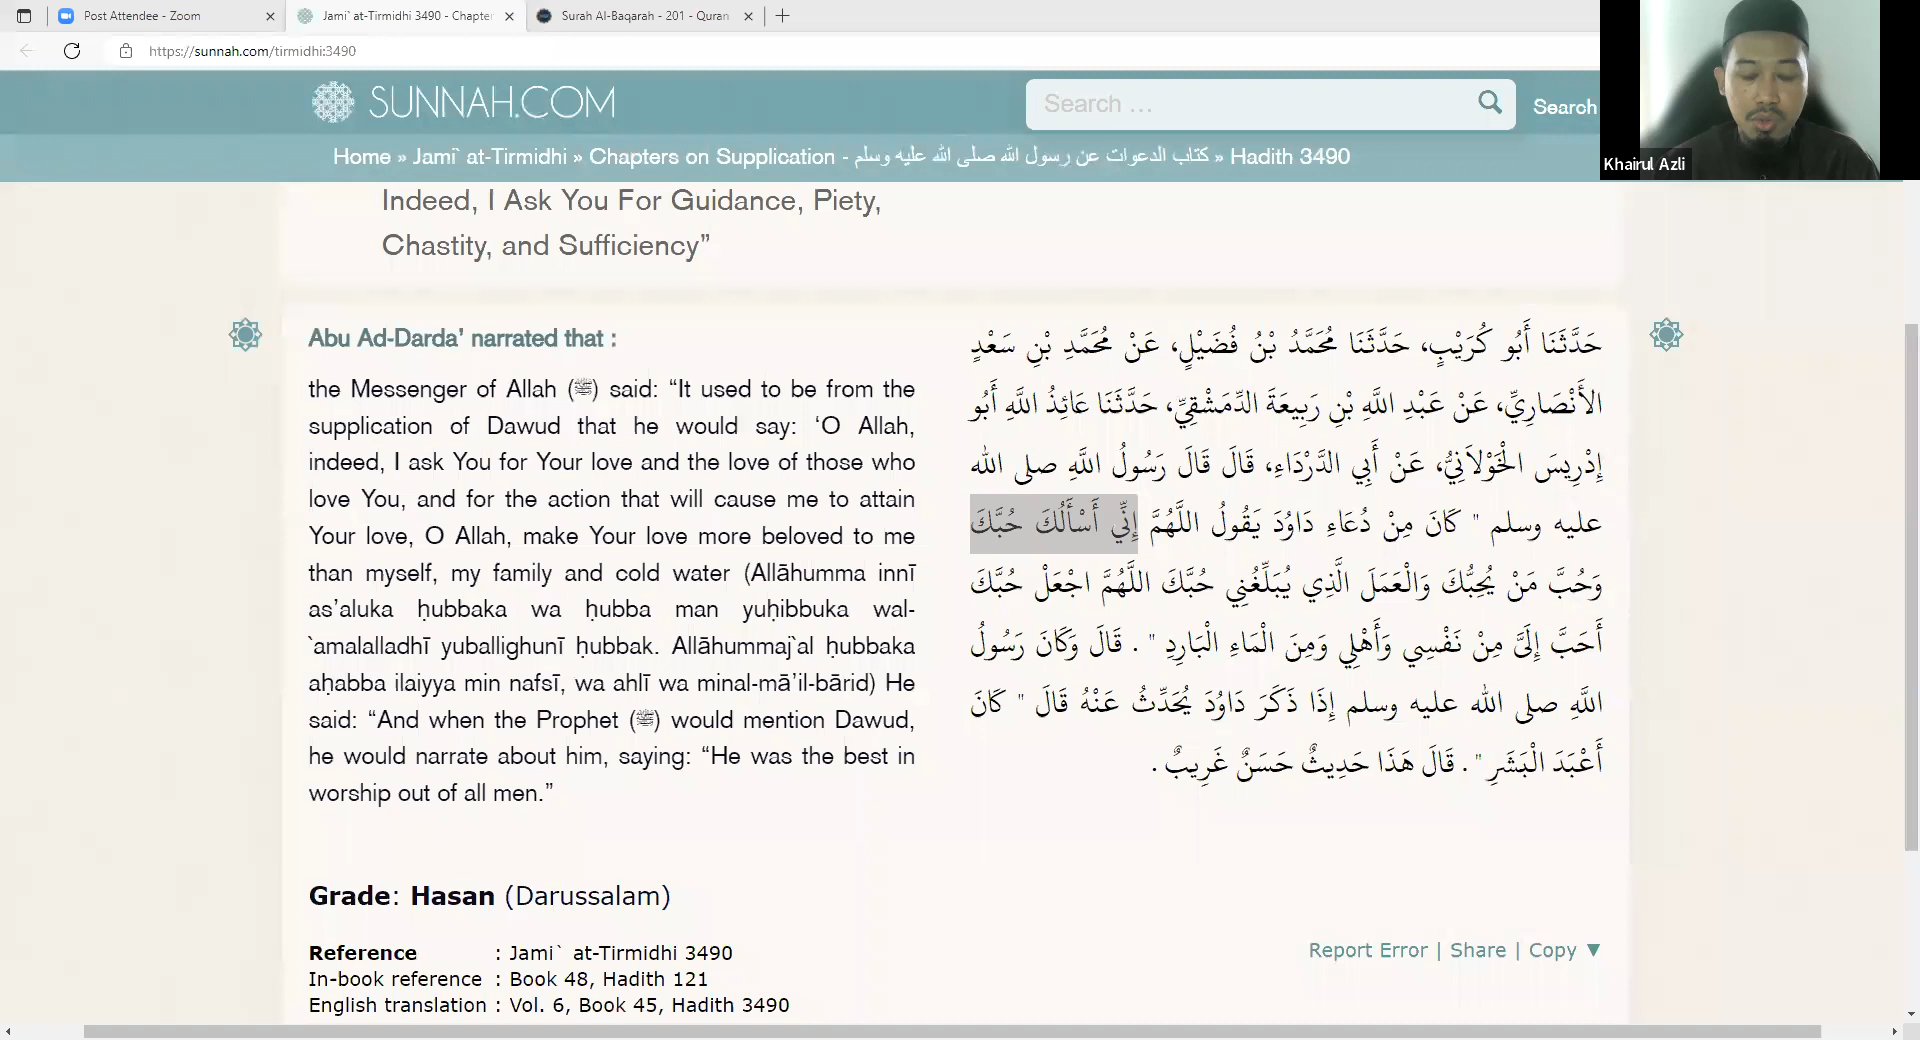 Post Attendee - Zoom
Jami` at-Tirmidhi 3490 - Chapter
Surah Al-Baqarah - 201 - Quran
https://sunnah.com/tirmidhi:3490
SUNNAH.COM
Search …
Search
Khairul Azli
Home » Jami` at-Tirmidhi » Chapters on Supplication - كتاب الدعوات عن رسول الله صلى الله عليه وسلم » Hadith 3490
Indeed, I Ask You For Guidance, Piety,
Chastity, and Sufficiency”
Abu Ad-Darda’ narrated that :
the Messenger of Allah (ﷺ) said: “It used to be from the
supplication of Dawud that he would say: ‘O Allah,
indeed, I ask You for Your love and the love of those who
love You, and for the action that will cause me to attain
Your love, O Allah, make Your love more beloved to me
than myself, my family and cold water (Allāhumma innī
as’aluka ḥubbaka wa ḥubba man yuḥibbuka wal-
`amalalladhī yuballighunī ḥubbak. Allāhummaj`al ḥubbaka
aḥabba ilaiyya min nafsī, wa ahlī wa minal-mā’il-bārid) He
said: “And when the Prophet (ﷺ) would mention Dawud,
he would narrate about him, saying: “He was the best in
worship out of all men.”
حَدَّثَنَا أَبُو كُرَيْبٍ، حَدَّثَنَا مُحَمَّدُ بْنُ فُضَيْلٍ، عَنْ مُحَمَّدِ بْنِ سَعْدٍ
الأَنْصَارِيِّ، عَنْ عَبْدِ اللَّهِ بْنِ رَبِيعَةَ الدِّمَشْقِيِّ، حَدَّثَنَا عَائِذُ اللَّهِ أَبُو
إِدْرِيسَ الْخَوْلاَنِيُّ، عَنْ أَبِي الدَّرْدَاءِ، قَالَ قَالَ رَسُولُ اللَّهِ صلى الله
عليه وسلم " كَانَ مِنْ دُعَاءِ دَاوُدَ يَقُولُ اللَّهُمَّ إِنِّي أَسْأَلُكَ حُبَّكَ
وَحُبَّ مَنْ يُحِبُّكَ وَالْعَمَلَ الَّذِي يُبَلِّغُنِي حُبَّكَ اللَّهُمَّ اجْعَلْ حُبَّكَ
أَحَبَّ إِلَىَّ مِنْ نَفْسِي وَأَهْلِي وَمِنَ الْمَاءِ الْبَارِدِ " . قَالَ وَكَانَ رَسُولُ
اللَّهِ صلى الله عليه وسلم إِذَا ذَكَرَ دَاوُدَ يُحَدِّثُ عَنْهُ قَالَ " كَانَ
أَعْبَدَ الْبَشَرِ " . قَالَ هَذَا حَدِيثٌ حَسَنٌ غَرِيبٌ .
Grade: Hasan (Darussalam)
Reference : Jami` at-Tirmidhi 3490
In-book reference : Book 48, Hadith 121
English translation : Vol. 6, Book 45, Hadith 3490
Report Error | Share | Copy ▼